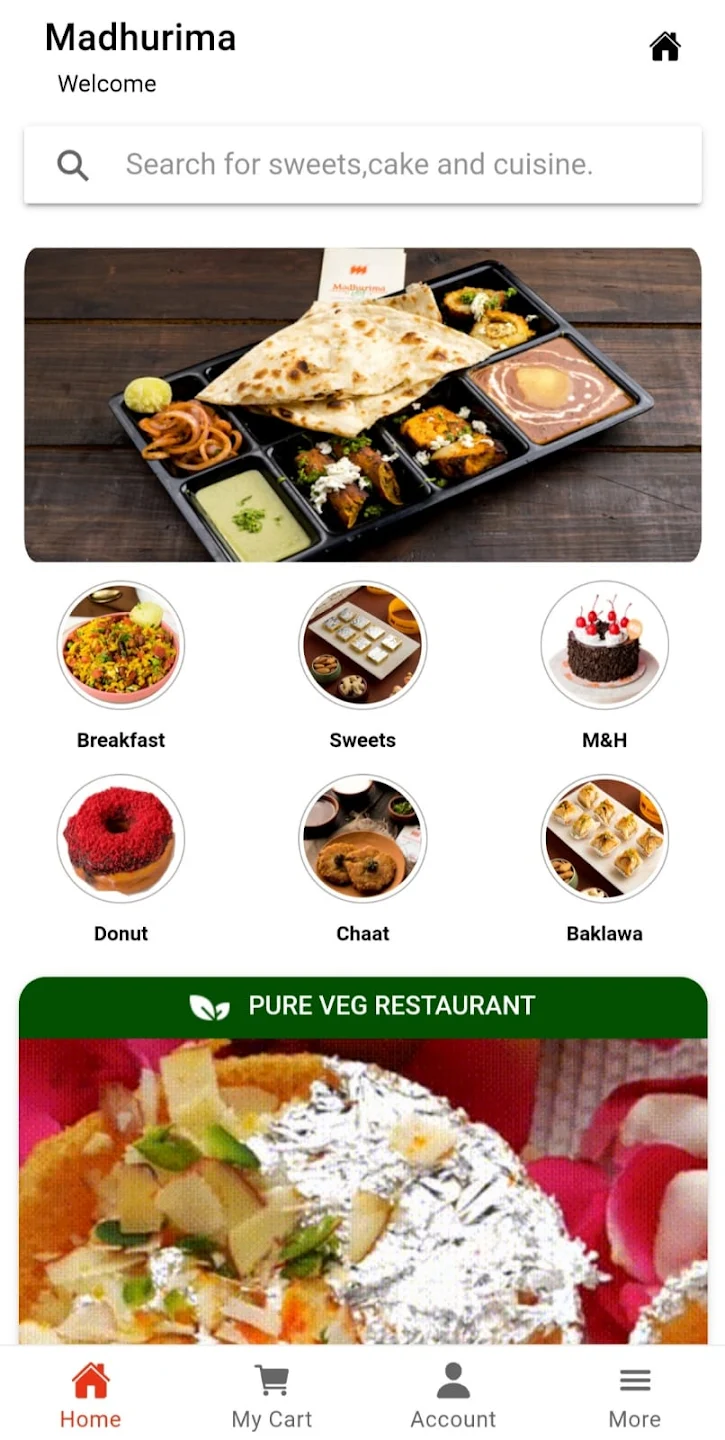 Madhurima
Welcome
Search for sweets,cake and cuisine.
Madhurima
Breakfast
Sweets
M&H
Donut
Chaat
Baklawa
PURE VEG RESTAURANT
Home
My Cart
Account
More